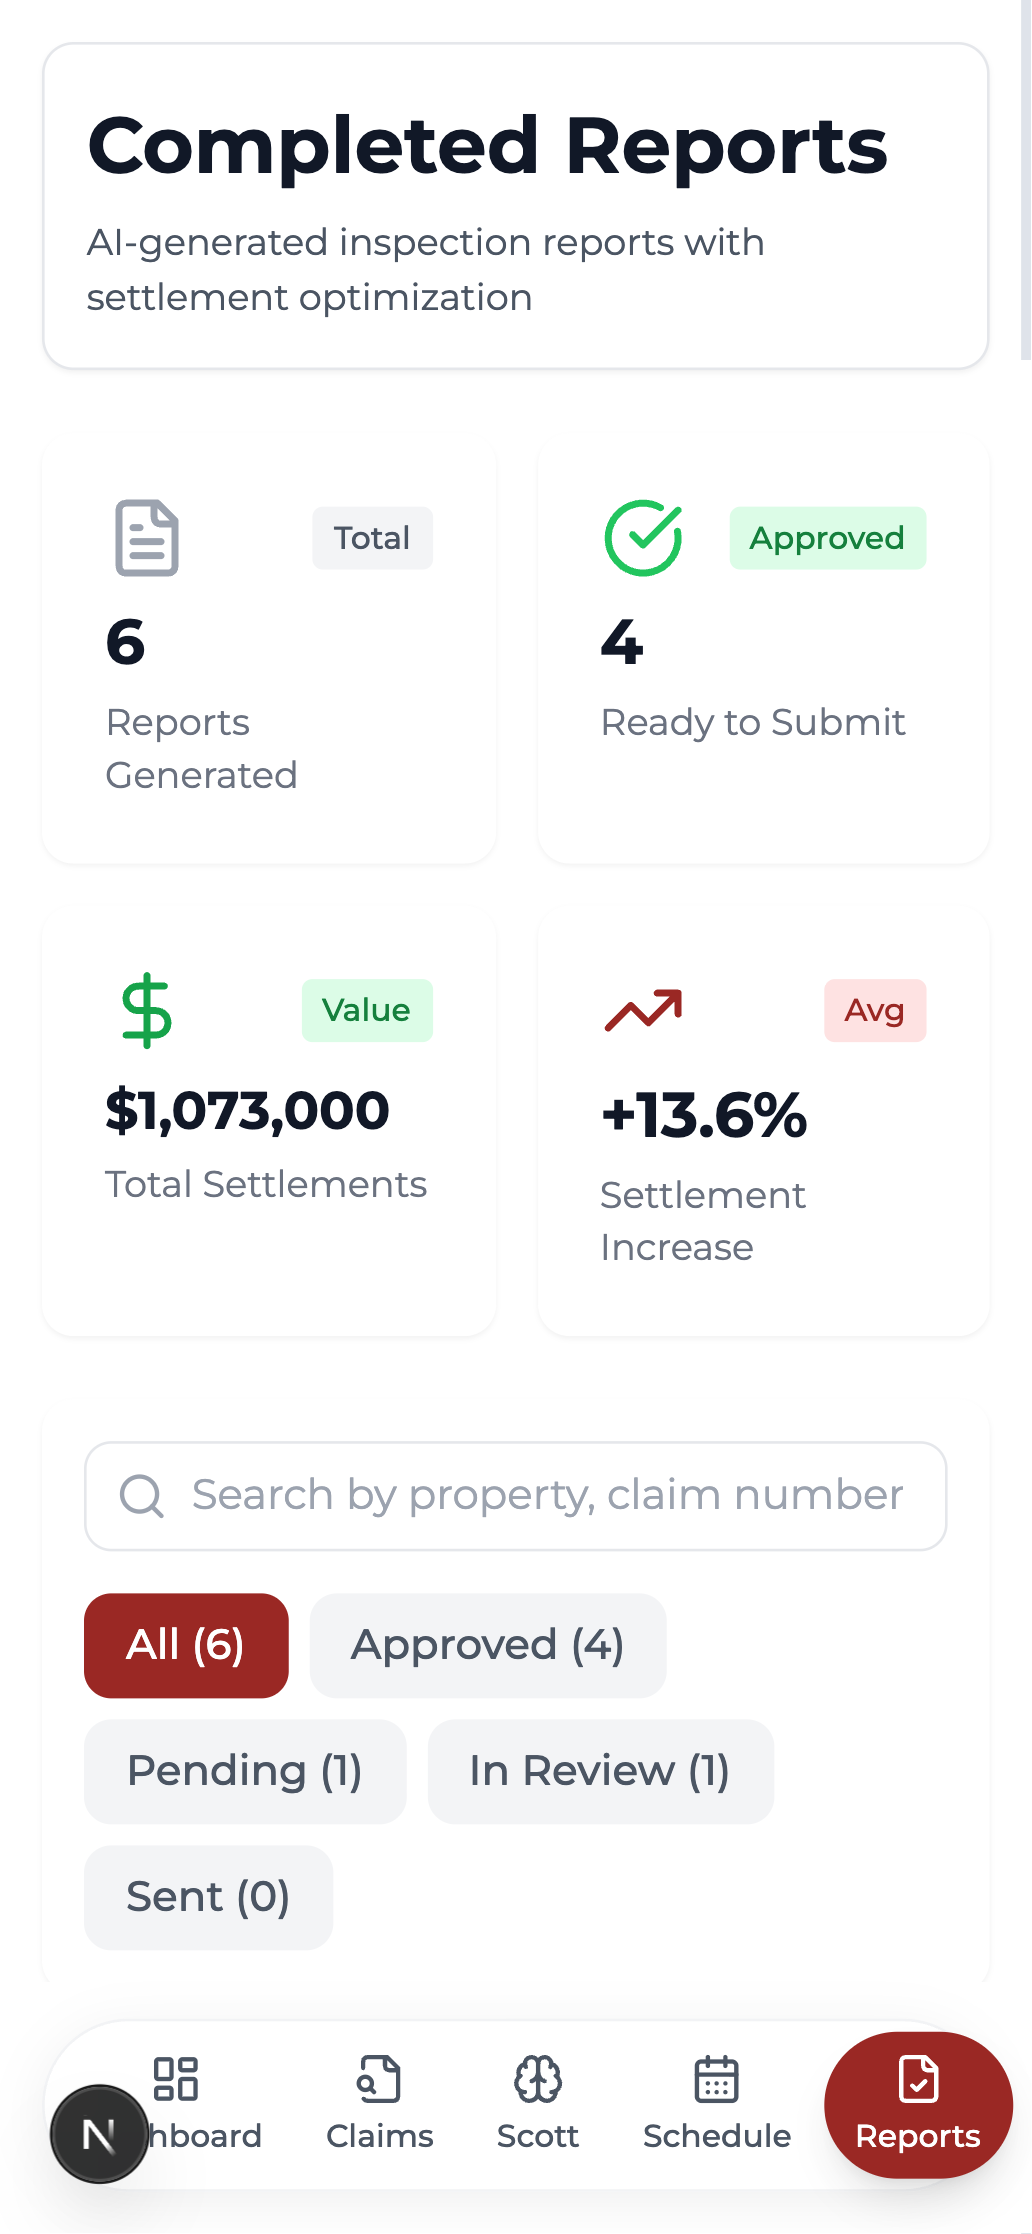 Completed Reports
AI-generated inspection reports with
settlement optimization
Total
6
Reports
Generated
Approved
4
Ready to Submit
Value
$1,073,000
Total Settlements
Avg
+13.6%
Settlement
Increase
Search by property, claim number
All (6)
Approved (4)
Pending (1)
In Review (1)
Sent (0)
hboard
Claims
Scott
Schedule
Reports
N